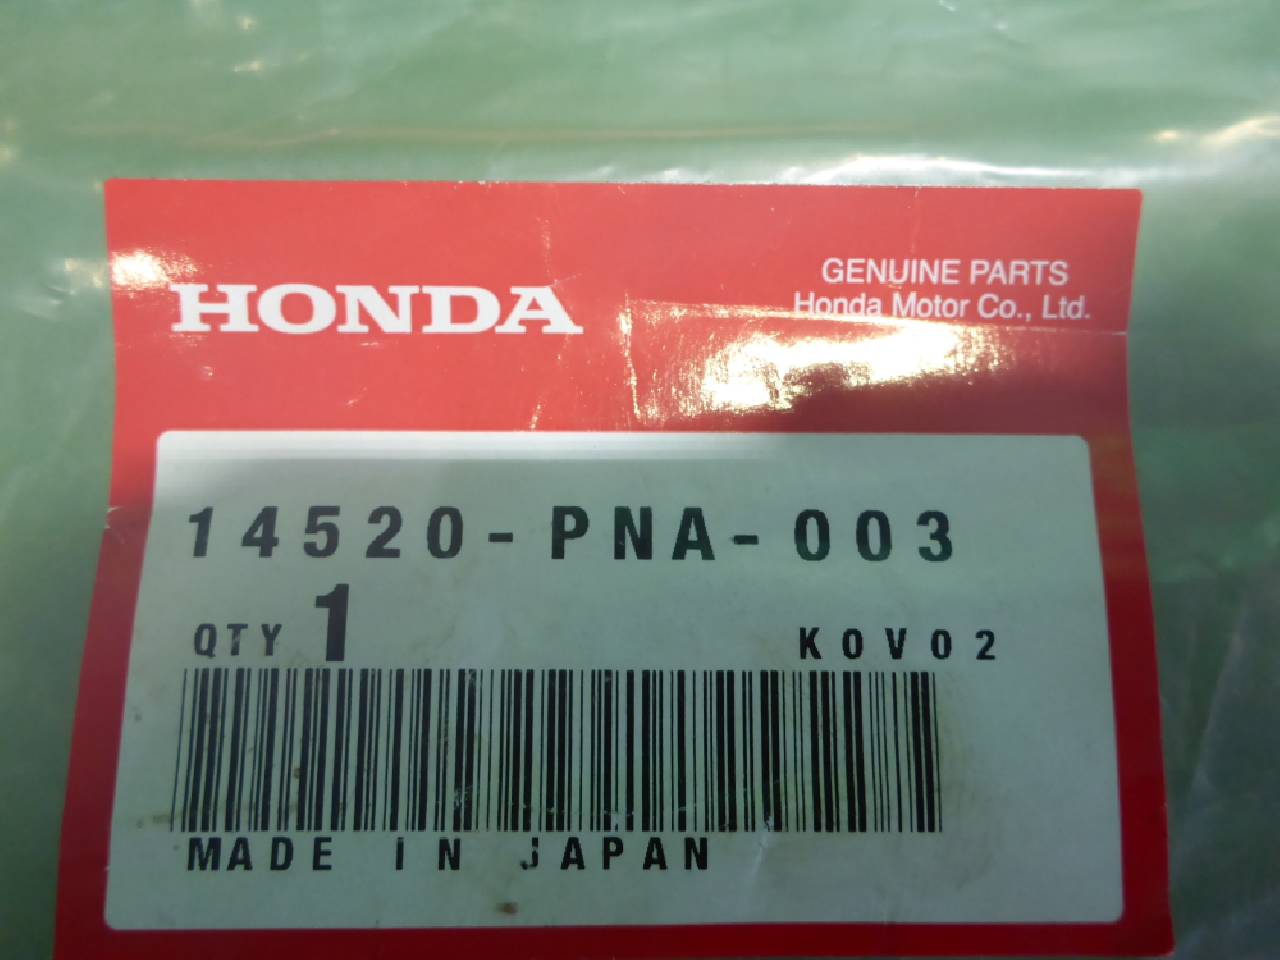 HONDA
GENUINE PARTS
Honda Motor Co., Ltd.
14520-PNA-003
QTY 1
K0V02
MADE IN JAPAN